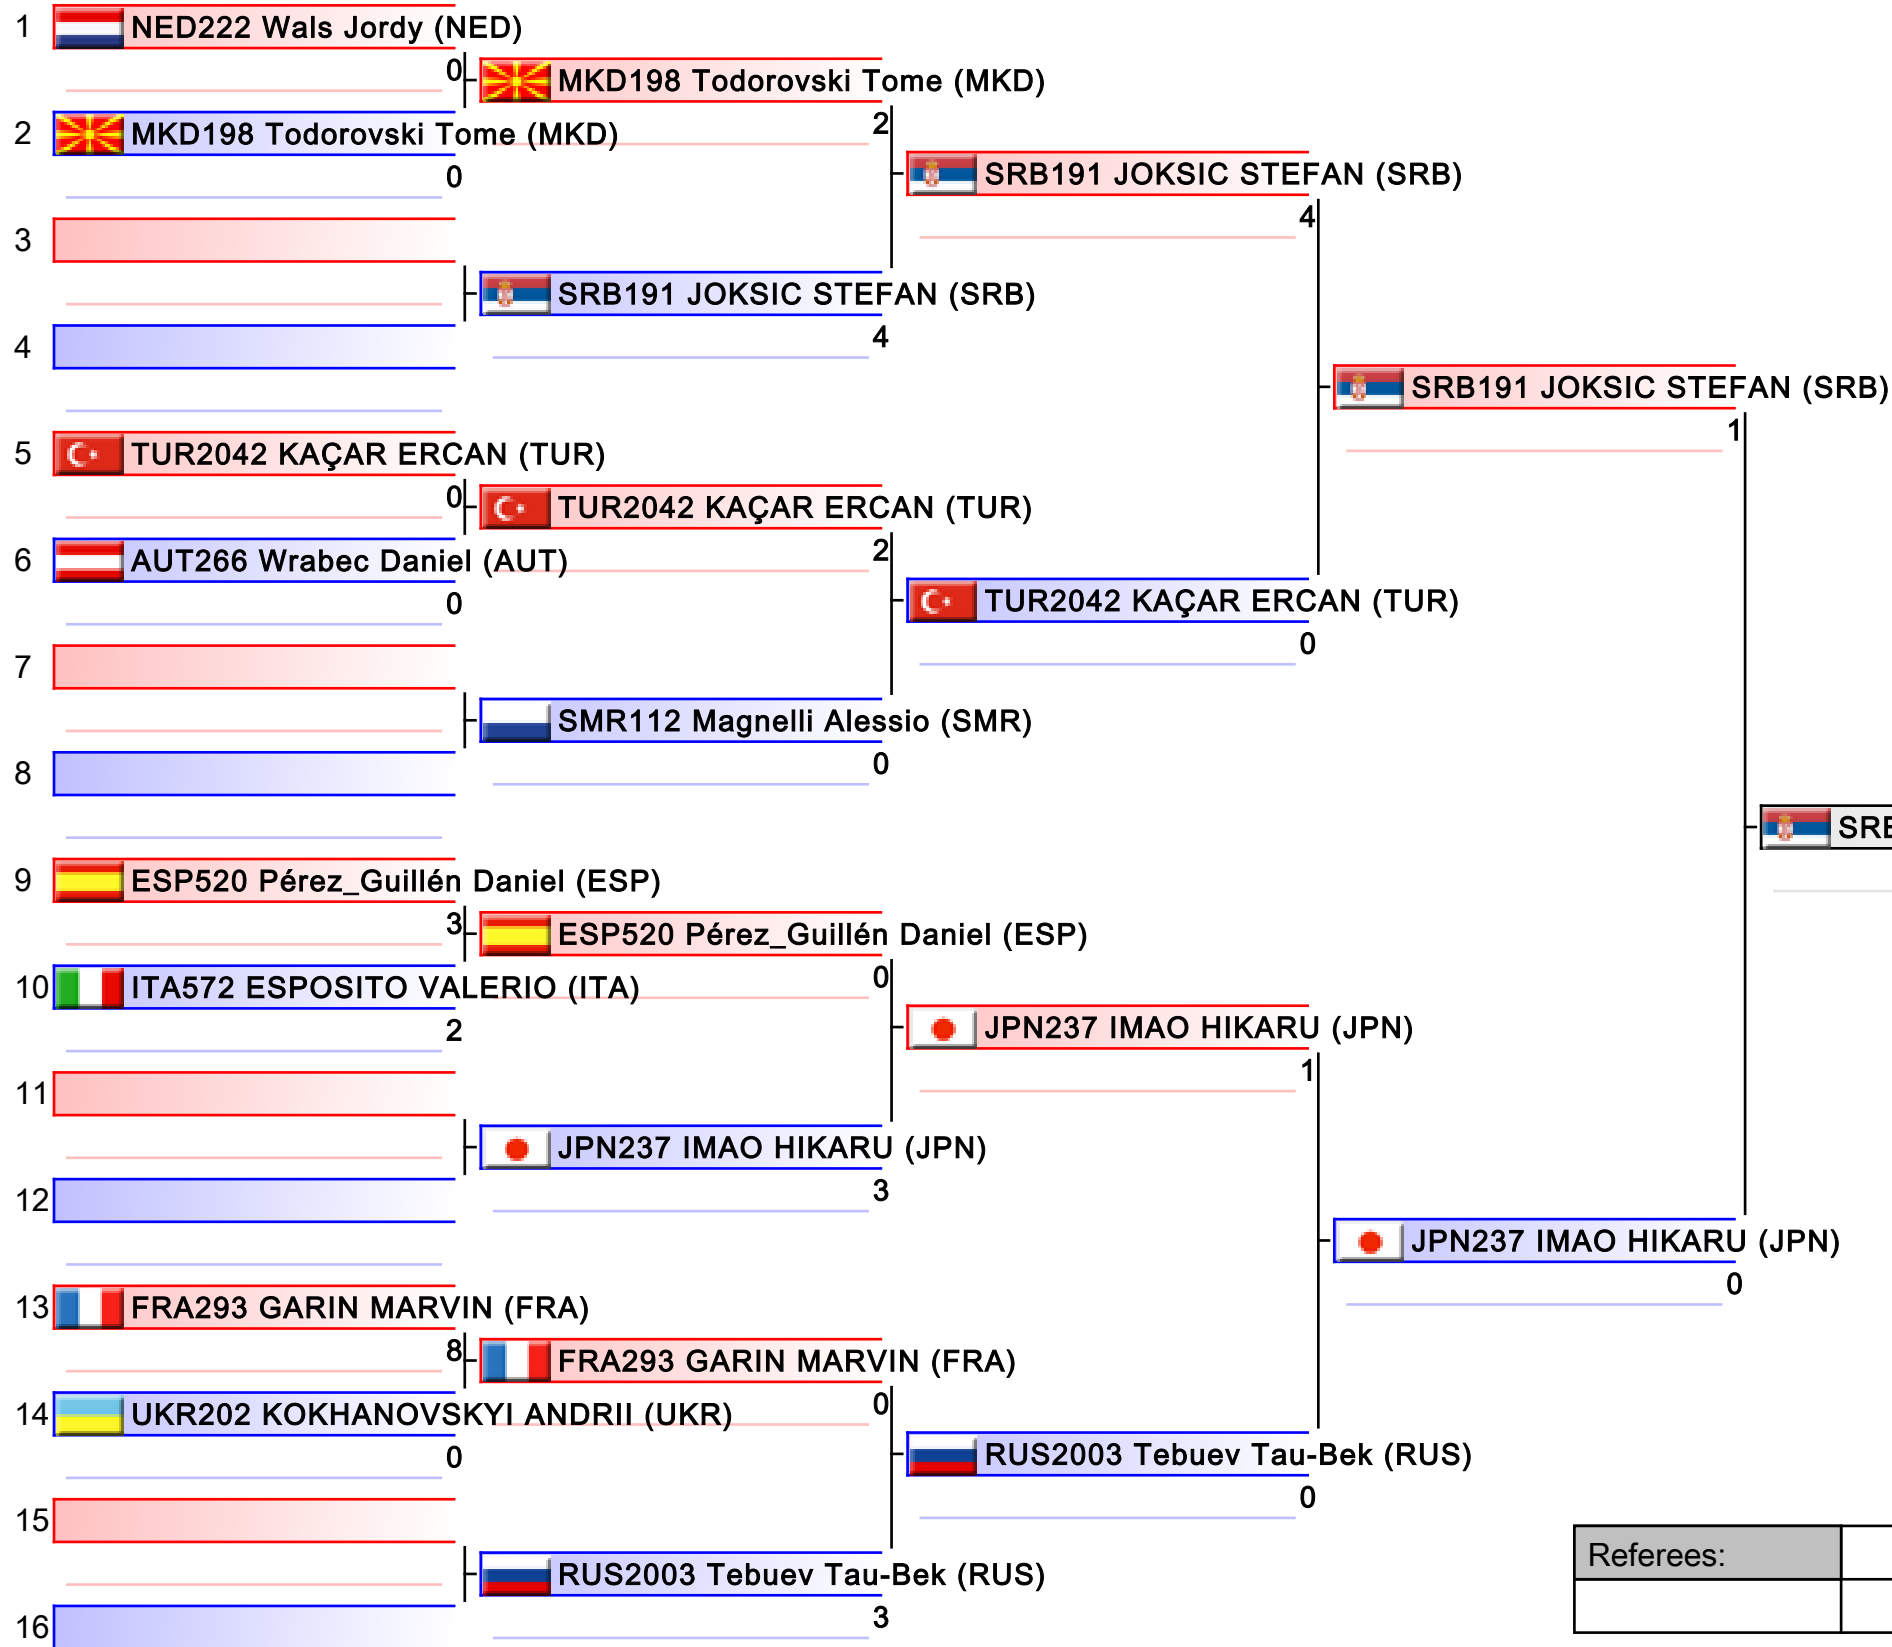 1 NED222 Wals Jordy (NED)
0
MKD198 Todorovski Tome (MKD)
2
2 MKD198 Todorovski Tome (MKD)
0
SRB191 JOKSIC STEFAN (SRB)
4
3
SRB191 JOKSIC STEFAN (SRB)
4
4
SRB191 JOKSIC STEFAN (SRB)
1
5 TUR2042 KAÇAR ERCAN (TUR)
0
TUR2042 KAÇAR ERCAN (TUR)
2
6 AUT266 Wrabec Daniel (AUT)
0
TUR2042 KAÇAR ERCAN (TUR)
0
7
SMR112 Magnelli Alessio (SMR)
0
8
9 ESP520 Pérez_Guillén Daniel (ESP)
3
ESP520 Pérez_Guillén Daniel (ESP)
0
10 ITA572 ESPOSITO VALERIO (ITA)
2
JPN237 IMAO HIKARU (JPN)
1
11
JPN237 IMAO HIKARU (JPN)
3
12
JPN237 IMAO HIKARU (JPN)
0
13 FRA293 GARIN MARVIN (FRA)
8
FRA293 GARIN MARVIN (FRA)
0
14 UKR202 KOKHANOVSKYI ANDRII (UKR)
0
RUS2003 Tebuev Tau-Bek (RUS)
0
15
RUS2003 Tebuev Tau-Bek (RUS)
3
16
Referees: